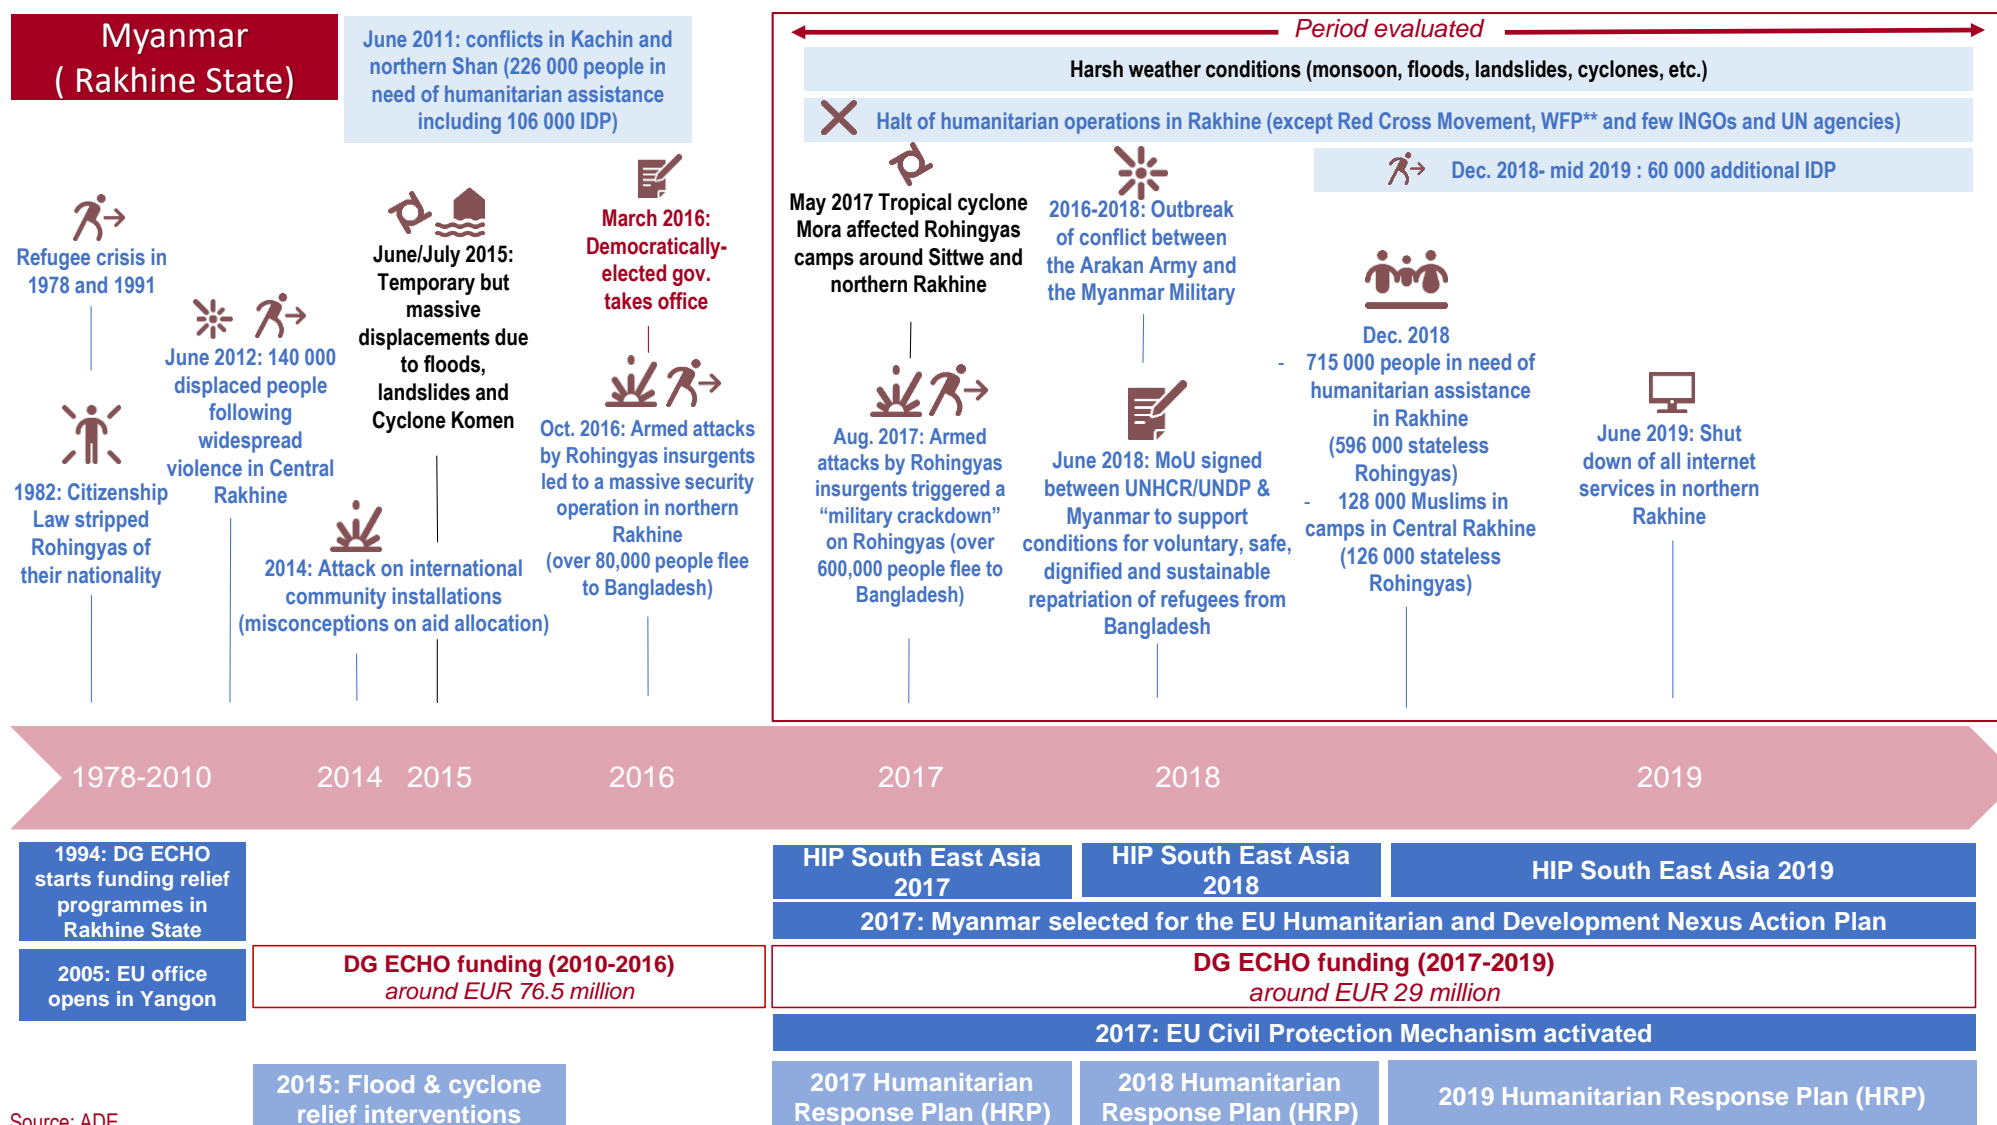 Myanmar
( Rakhine State)
June 2011: conflicts in Kachin and
northern Shan (226 000 people in
need of humanitarian assistance
including 106 000 IDP)
Period evaluated
Harsh weather conditions (monsoon, floods, landslides, cyclones, etc.)
Halt of humanitarian operations in Rakhine (except Red Cross Movement, WFP** and few INGOs and UN agencies)
Dec. 2018- mid 2019 : 60 000 additional IDP
Refugee crisis in
1978 and 1991
1982: Citizenship
Law stripped
Rohingyas of
their nationality
June 2012: 140 000
displaced people
following
widespread
violence in Central
Rakhine
2014: Attack on international
community installations
(misconceptions on aid allocation)
June/July 2015:
Temporary but
massive
displacements due
to floods,
landslides and
Cyclone Komen
March 2016:
Democratically-
elected gov.
takes office
Oct. 2016: Armed attacks
by Rohingyas insurgents
led to a massive security
operation in northern
Rakhine
(over 80,000 people flee
to Bangladesh)
May 2017 Tropical cyclone
Mora affected Rohingyas
camps around Sittwe and
northern Rakhine
Aug. 2017: Armed
attacks by Rohingyas
insurgents triggered a
“military crackdown”
on Rohingyas (over
600,000 people flee to
Bangladesh)
2016-2018: Outbreak
of conflict between
the Arakan Army and
the Myanmar Military
June 2018: MoU signed
between UNHCR/UNDP &
Myanmar to support
conditions for voluntary, safe,
dignified and sustainable
repatriation of refugees from
Bangladesh
Dec. 2018
- 715 000 people in need of
humanitarian assistance
in Rakhine
(596 000 stateless
Rohingyas)
- 128 000 Muslims in
camps in Central Rakhine
(126 000 stateless
Rohingyas)
June 2019: Shut
down of all internet
services in northern
Rakhine
1978-2010 2014 2015 2016 2017 2018 2019
1994: DG ECHO
starts funding relief
programmes in
Rakhine State
2005: EU office
opens in Yangon
HIP South East Asia
2017
HIP South East Asia
2018
HIP South East Asia 2019
2017: Myanmar selected for the EU Humanitarian and Development Nexus Action Plan
DG ECHO funding (2010-2016)
around EUR 76.5 million
DG ECHO funding (2017-2019)
around EUR 29 million
2017: EU Civil Protection Mechanism activated
2015: Flood & cyclone
relief interventions
2017 Humanitarian
Response Plan (HRP)
2018 Humanitarian
Response Plan (HRP)
2019 Humanitarian Response Plan (HRP)
Source: ADE